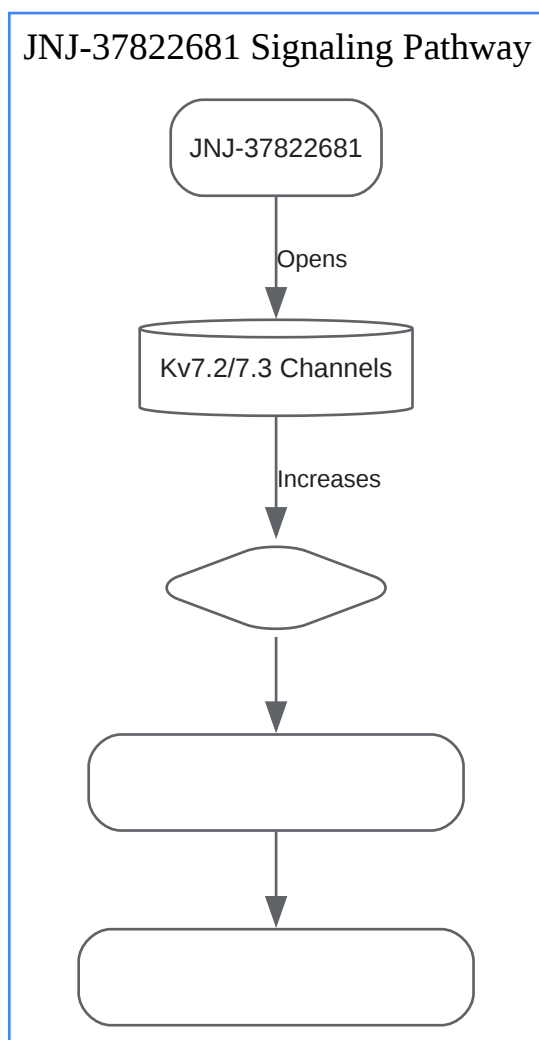 JNJ-37822681 Signaling Pathway
JNJ-37822681
Opens
Kv7.2/7.3 Channels
Increases